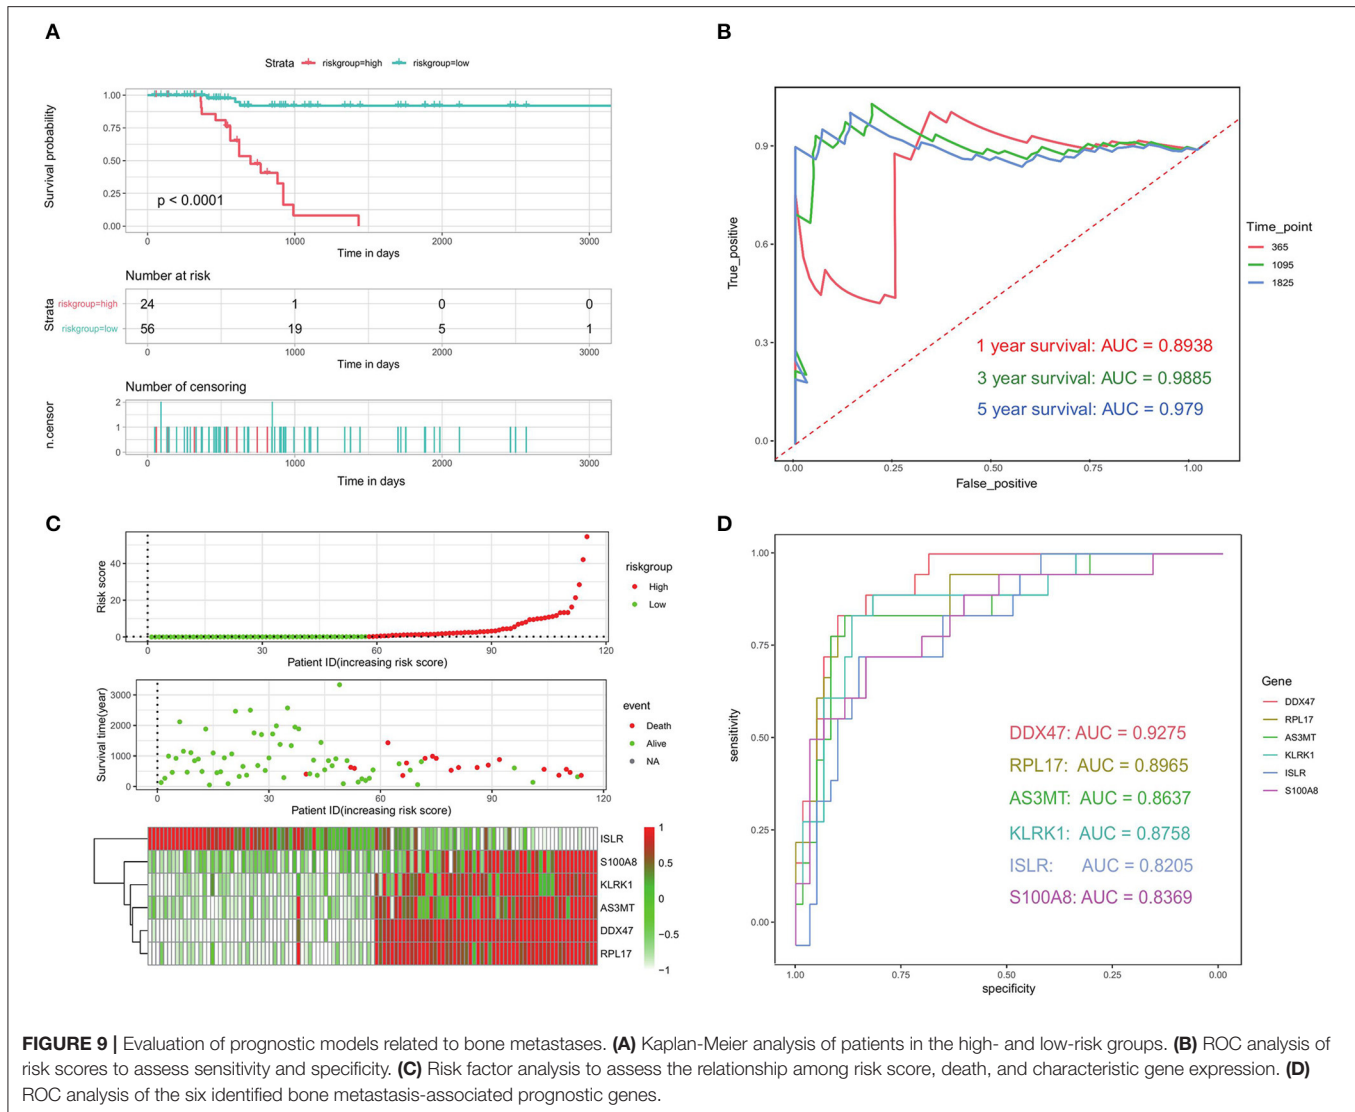 A
Strata riskgroup=high riskgroup=low
Survival probability
1.00
0.75
0.50
0.25
0.00
p < 0.0001
0 1000 2000 3000
Time in days
Number at risk
Strata
riskgroup=high 24 1 0 0
riskgroup=low 56 19 5 1
0 1000 2000 3000
Time in days
Number of censoring
n.censor
2
1
0
0 1000 2000 3000
Time in days
B
True_positive
0.9
0.6
0.3
0.0
0.00 0.25 0.50 0.75 1.00
False_positive
1 year survival: AUC = 0.8938
3 year survival: AUC = 0.9885
5 year survival: AUC = 0.979
Time_point
365
1095
1825
C
Risk score
40
20
0
0 30 60 90 120
Patient ID(increasing risk score)
riskgroup
High
Low
Survival time(year)
3000
2000
1000
0
0 30 60 90 120
Patient ID(increasing risk score)
event
Death
Alive
NA
ISLR
S100A8
KLRK1
AS3MT
DDX47
RPL17
1
0.5
0
−0.5
−1
D
sensitivity
1.00
0.75
0.50
0.25
0.00
1.00 0.75 0.50 0.25 0.00
specificity
DDX47: AUC = 0.9275
RPL17: AUC = 0.8965
AS3MT: AUC = 0.8637
KLRK1: AUC = 0.8758
ISLR: AUC = 0.8205
S100A8: AUC = 0.8369
Gene
DDX47
RPL17
AS3MT
KLRK1
ISLR
S100A8
FIGURE 9 | Evaluation of prognostic models related to bone metastases. (A) Kaplan-Meier analysis of patients in the high- and low-risk groups. (B) ROC analysis of
risk scores to assess sensitivity and specificity. (C) Risk factor analysis to assess the relationship among risk score, death, and characteristic gene expression. (D)
ROC analysis of the six identified bone metastasis-associated prognostic genes.